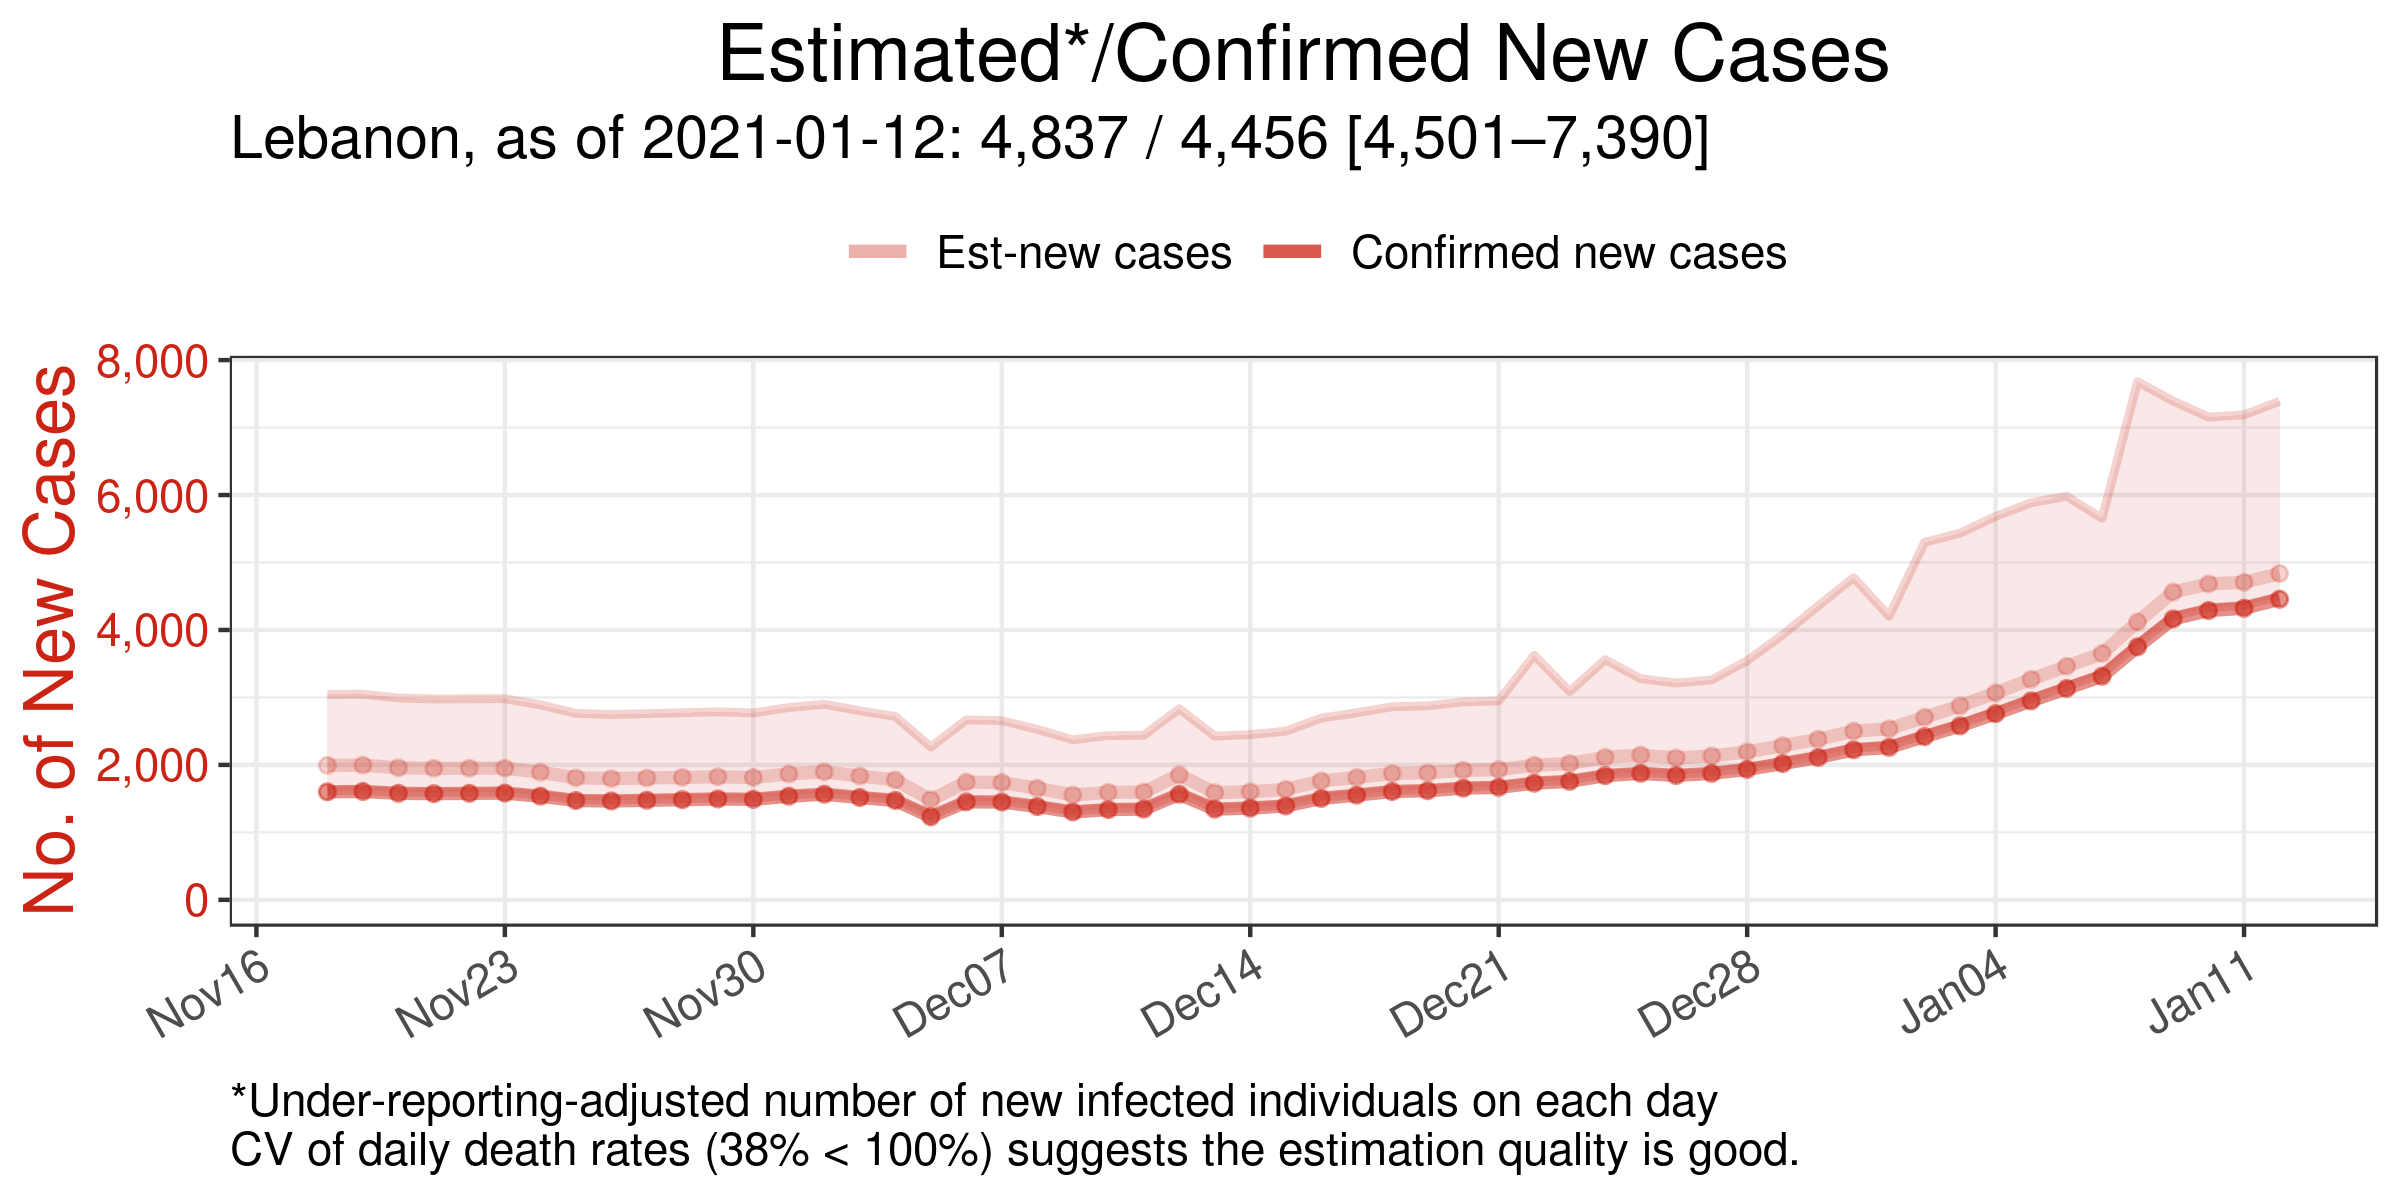 Estimated*/Confirmed New Cases
Lebanon, as of 2021-01-12: 4,837 / 4,456 [4,501–7,390]
Est-new cases Confirmed new cases
No. of New Cases
8,000
6,000
4,000
2,000
0
Nov16 Nov23 Nov30 Dec07 Dec14 Dec21 Dec28 Jan04 Jan11
*Under-reporting-adjusted number of new infected individuals on each day
CV of daily death rates (38% < 100%) suggests the estimation quality is good.